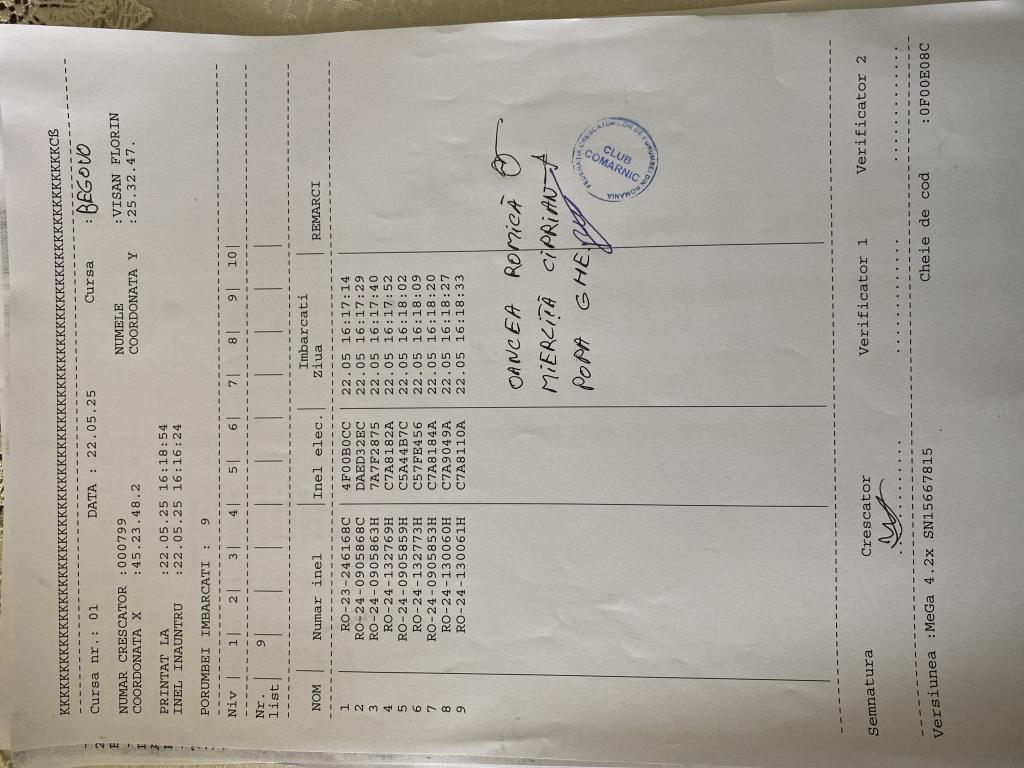 KKKKKKKKKKKKKKKKKKKKKKKKKKKKKKKKKKKKKKKKKKKKKKKKKKKKKKKKKKKKKKKKKKKKKKKKCß
Cursa nr.: 01 DATA : 22.05.25 Cursa :BEGOVO
NUMAR CRESCATOR :000799 NUMELE :VISAN FLORIN
COORDONATA X :45.23.48.2 COORDONATA Y :25.32.47.
PRINTAT LA :22.05.25 16:18:54
INEL INAUNTRU :22.05.25 16:16:24
PORUMBEI IMBARCATI : 9
Niv | 1| 2| 3| 4| 5| 6| 7| 8| 9| 10|
Nr. | 9| | | | | | | | | |
list|
NOM | Numar inel | Inel elec. | Imbarcati Ziua | REMARCI
1 RO-23-246168C 4F00B0CC 22.05 16:17:14
2 RO-24-0905868C DAED32EC 22.05 16:17:29
3 RO-24-0905863H 7A7F2875 22.05 16:17:40
4 RO-24-132769H C7A8182A 22.05 16:17:52
5 RO-24-0905859H C5A44B7C 22.05 16:18:02
6 RO-24-132773H C57FE456 22.05 16:18:09
7 RO-24-0905853H C7A8184A 22.05 16:18:20
8 RO-24-130060H C7A9049A 22.05 16:18:27
9 RO-24-130061H C7A8110A 22.05 16:18:33
OANCEA ROMICĂ
MIERLIȚĂ CIPRIAN
POPA GHE.
FEDERATIA CRESCATORILOR DE PORUMBEI DIN ROMANIA
CLUB
COMARNIC
Semnatura Crescator Verificator 1 Verificator 2
Versiunea :MeGa 4.2x SN15667815 Cheie de cod :0F00E08C